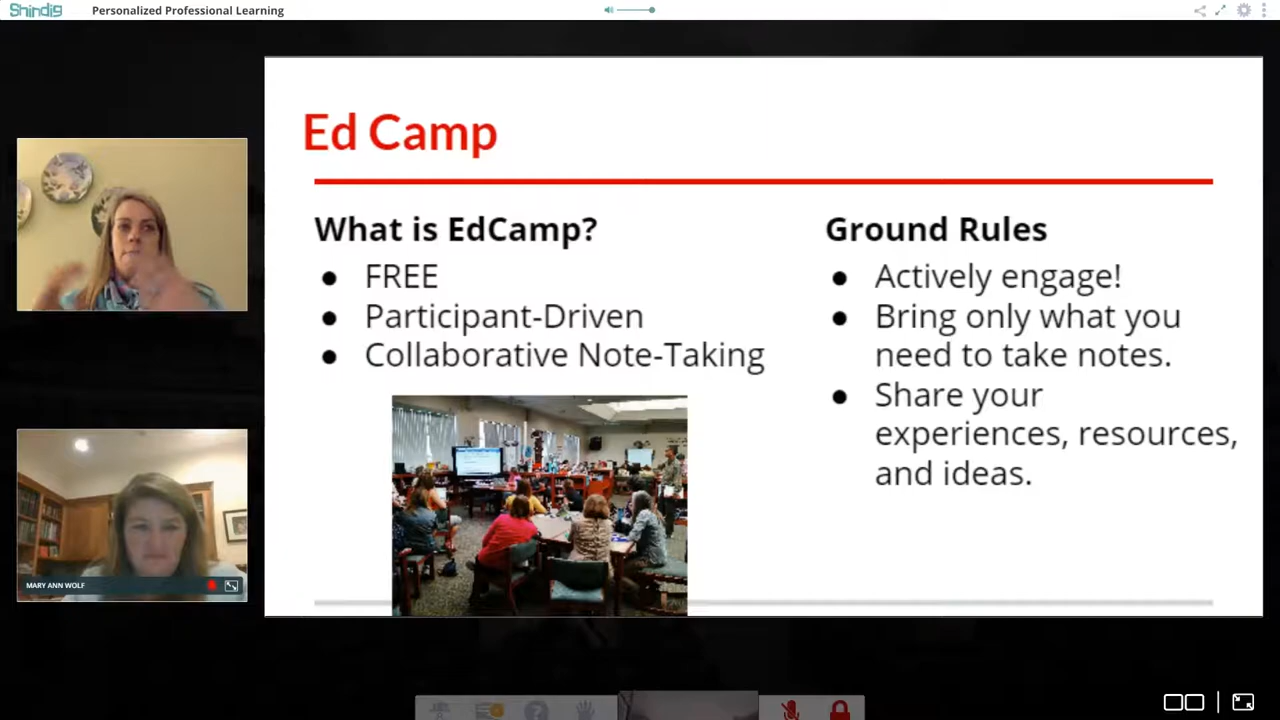 Shindig
Personalized Professional Learning
Ed Camp
What is EdCamp?
● FREE
● Participant-Driven
● Collaborative Note-Taking
Ground Rules
● Actively engage!
● Bring only what you
need to take notes.
● Share your
experiences, resources,
and ideas.
MARY ANN WOLF